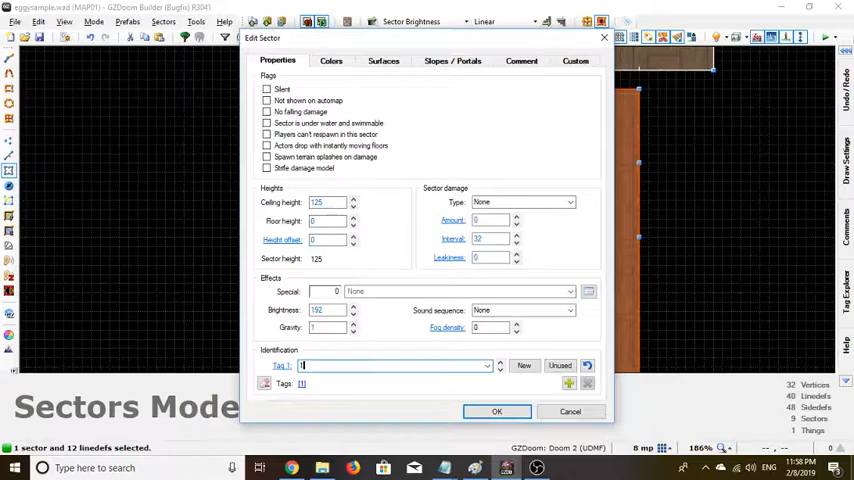 eggysample.wad (MAP01) - GZDoom Builder (Bugfix) R3041
File Edit View Mode Prefabs Sectors Tools
Sector Brightness Linear
Edit Sector
Properties Colors Surfaces Slopes / Portals Comment Custom
Flags
Silent
Not shown on automap
No falling damage
Sector is under water and swimmable
Players can't respawn in this sector
Actors drop with instantly moving floors
Spawn terrain splashes on damage
Strife damage model
Heights Sector damage
Ceiling height: 125 Type: None
Floor height: 0 Amount: 0
Height offset: 0 Interval: 32
Sector height: 125 Leakiness: 0
Effects
Special: 0 None
Brightness: 192 Sound sequence: None
Gravity: 1 Fog density: 0
Identification
Tag 1: 1 New Unused
Tags: [1]
OK Cancel
Undo / Redo
Draw Settings
Comments
Tag Explorer
Help
Sectors Mode
32 Vertices
40 Linedefs
48 Sidedefs
9 Sectors
1 Things
1 sector and 12 linedefs selected. GZDoom: Doom 2 (UDMF) 8 mp 186% --, -- 0
Type here to search
ENG 11:58 PM
2/8/2019